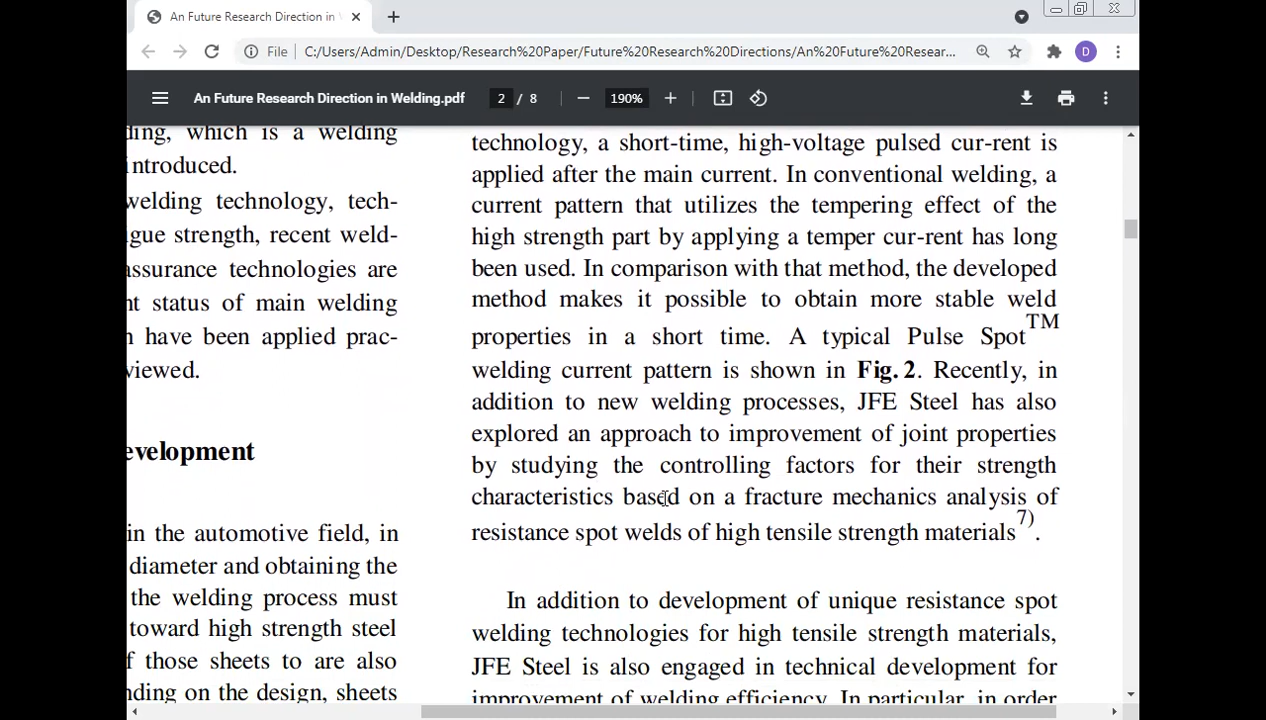 An Future Research Direction in
File C:/Users/Admin/Desktop/Research%20Paper/Future%20Research%20Directions/An%20Future%20Resear...
D
An Future Research Direction in Welding.pdf 2 / 8 190%
ding, which is a welding
introduced.
welding technology, tech-
gue strength, recent weld-
assurance technologies are
nt status of main welding
h have been applied prac-
viewed.
evelopment
in the automotive field, in
diameter and obtaining the
the welding process must
toward high strength steel
f those sheets to are also
nding on the design, sheets
technology, a short-time, high-voltage pulsed cur-rent is
applied after the main current. In conventional welding, a
current pattern that utilizes the tempering effect of the
high strength part by applying a temper cur-rent has long
been used. In comparison with that method, the developed
method makes it possible to obtain more stable weld
properties in a short time. A typical Pulse Spot™
welding current pattern is shown in Fig. 2. Recently, in
addition to new welding processes, JFE Steel has also
explored an approach to improvement of joint properties
by studying the controlling factors for their strength
characteristics based on a fracture mechanics analysis of
resistance spot welds of high tensile strength materials7).
In addition to development of unique resistance spot
welding technologies for high tensile strength materials,
JFE Steel is also engaged in technical development for
improvement of welding efficiency. In particular, in order